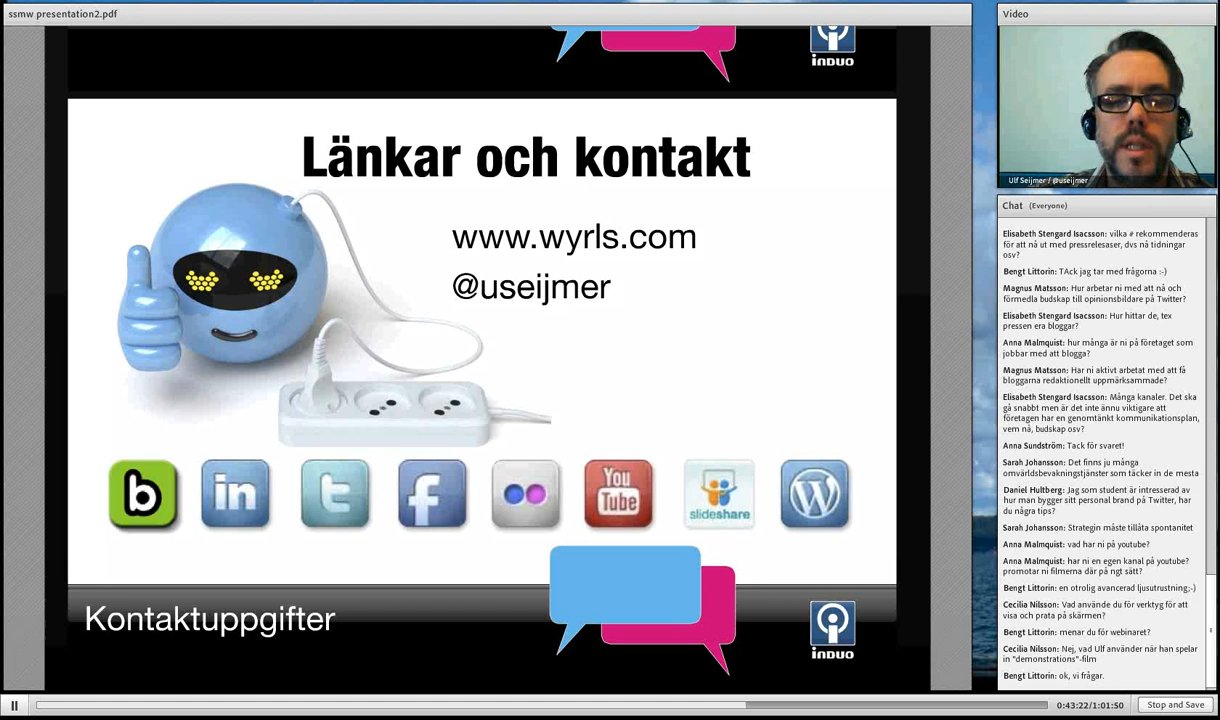 ssmw presentation2.pdf
INDUO
Länkar och kontakt
www.wyrls.com
@useijmer
b
in
t
f
You
Tube
slideshare
W
Kontaktuppgifter
INDUO
0:43:22/1:01:50
Stop and Save
Video
Ulf Seijmer / @useijmer
Chat (Everyone)
Elisabeth Stengard Isacsson: vilka # rekommenderas
för att nå ut med pressrelesaser, dvs nå tidningar
osv?
Bengt Littorin: TAck jag tar med frågorna :-)
Magnus Matsson: Hur arbetar ni med att nå och
förmedla budskap till opinionsbildare på Twitter?
Elisabeth Stengard Isacsson: Hur hittar de, tex
pressen era bloggar?
Anna Malmquist: hur många är ni på företaget som
jobbar med att blogga?
Magnus Matsson: Har ni aktivt arbetat med att få
bloggarna redaktionellt uppmärksammade?
Elisabeth Stengard Isacsson: Många kanaler. Det ska
gå snabbt men är det inte ännu viktigare att
företagen har en genomtänkt kommunikationsplan,
vem nå, budskap osv?
Anna Sundström: Tack för svaret!
Sarah Johansson: Det finns ju många
omvärldsbevakningstjänster som täcker in de mesta
Daniel Hultberg: Jag som student är intresserad av
hur man bygger sitt personal brand på Twitter, har
du några tips?
Sarah Johansson: Strategin måste tillåta spontanitet
Anna Malmquist: vad har ni på youtube?
Anna Malmquist: har ni en egen kanal på youtube?
promotar ni filmerna där på ngt sätt?
Bengt Littorin: en otrolig avancerad ljusutrustning;-)
Cecilia Nilsson: Vad använde du för verktyg för att
visa och prata på skärmen?
Bengt Littorin: menar du för webinaret?
Cecilia Nilsson: Nej, vad Ulf använder när han spelar
in "demonstrations"-film
Bengt Littorin: ok, vi frågar.